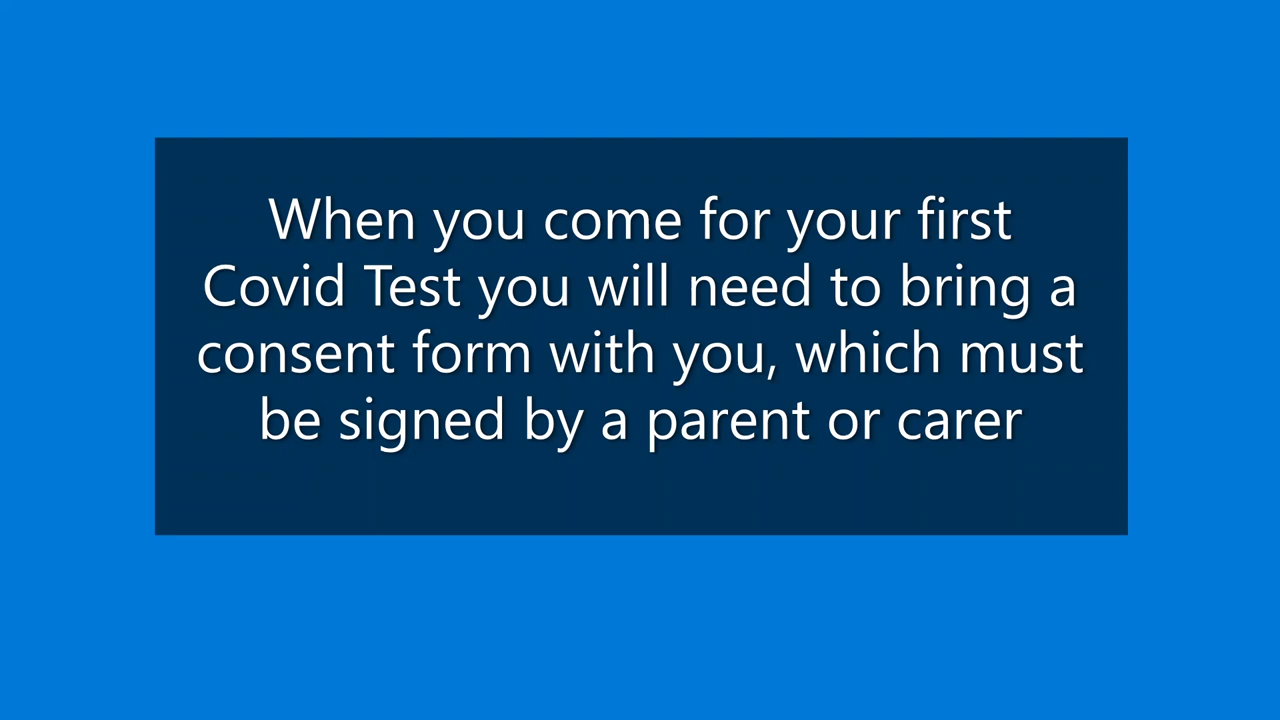 When you come for your first
Covid Test you will need to bring a
consent form with you, which must
be signed by a parent or carer